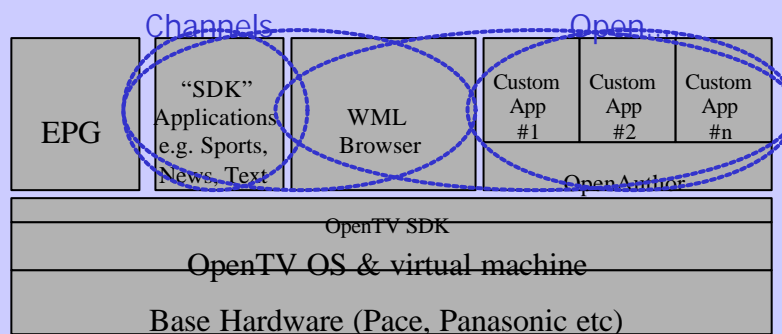 Channels
Open...
EPG
“SDK”
Applications
e.g. Sports,
News, Text
WML
Browser
Custom
App
#1
Custom
App
#2
Custom
App
#n
OpenAuthor
OpenTV SDK
OpenTV OS & virtual machine
Base Hardware (Pace, Panasonic etc)